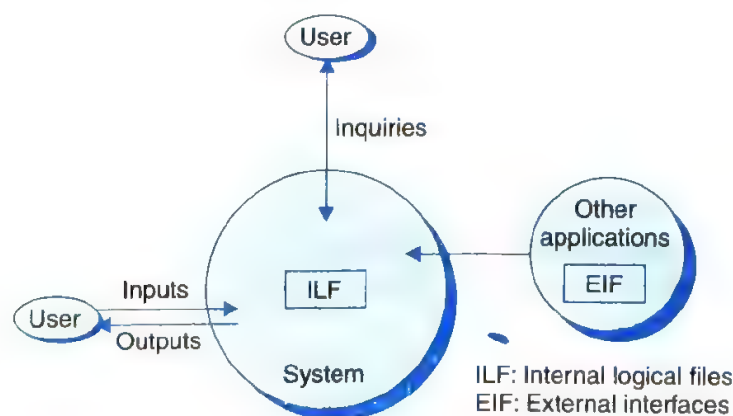 User
Inquiries
Other
applications
EIF
ILF
Inputs
User
Outputs
System
ILF: Internal logical files
EIF: External interfaces